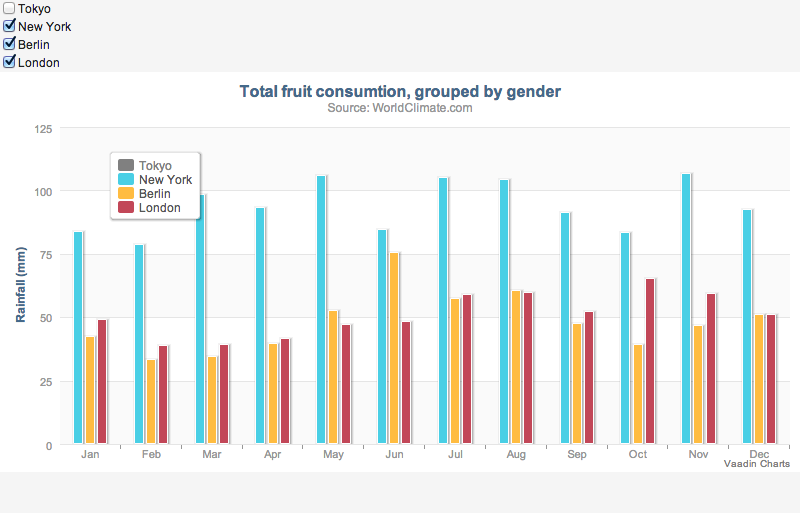 Tokyo
New York
Berlin
London
Total fruit consumtion, grouped by gender
Source: WorldClimate.com
125
100
75
50
25
0
Rainfall (mm)
Tokyo
New York
Berlin
London
Jan Feb Mar Apr May Jun Jul Aug Sep Oct Nov Dec
Vaadin Charts